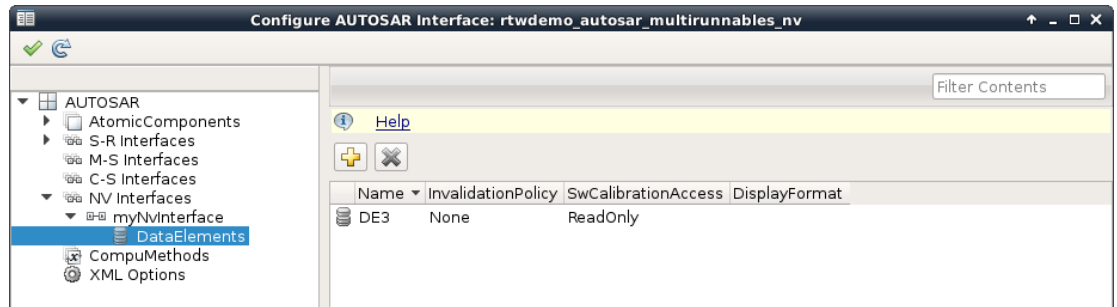 Configure AUTOSAR Interface: rtwdemo_autosar_multirunnables_nv
Filter Contents
AUTOSAR
AtomicComponents
S-R Interfaces
M-S Interfaces
C-S Interfaces
NV Interfaces
myNvInterface
DataElements
CompuMethods
XML Options
Help
Name InvalidationPolicy SwCalibrationAccess DisplayFormat
DE3 None ReadOnly